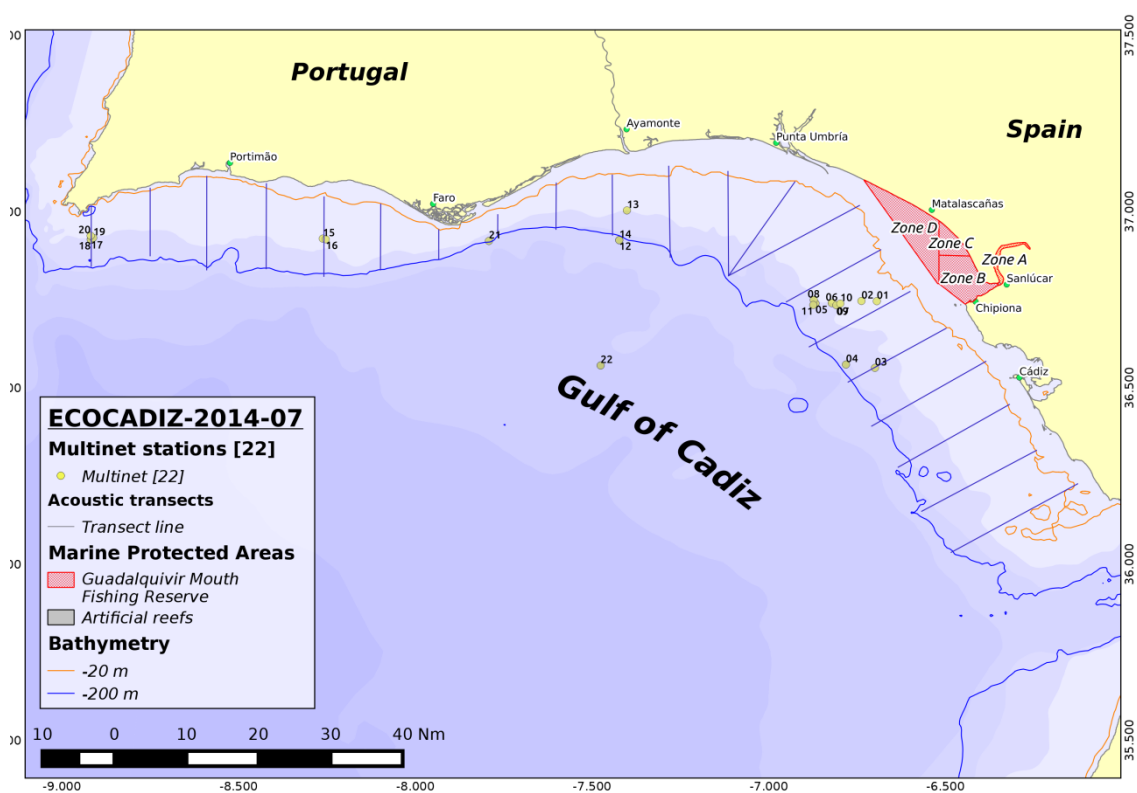 37.500
Portugal
Ayamonte
Punta Umbría
Spain
Portimão
Faro
Matalascañas
37.000
13
20 19
18 17
15
16
21
14
12
Zone D
Zone C
Zone A
Zone B
Sanlúcar
Chipiona
08
06 10
02 01
11 05
09
04
03
22
Cádiz
36.500
Gulf of Cadiz
ECOCADIZ-2014-07
Multinet stations [22]
Multinet [22]
Acoustic transects
Transect line
Marine Protected Areas
Guadalquivir Mouth
Fishing Reserve
Artificial reefs
Bathymetry
-20 m
-200 m
36.000
10 0 10 20 30 40 Nm
35.500
-9.000 -8.500 -8.000 -7.500 -7.000 -6.500